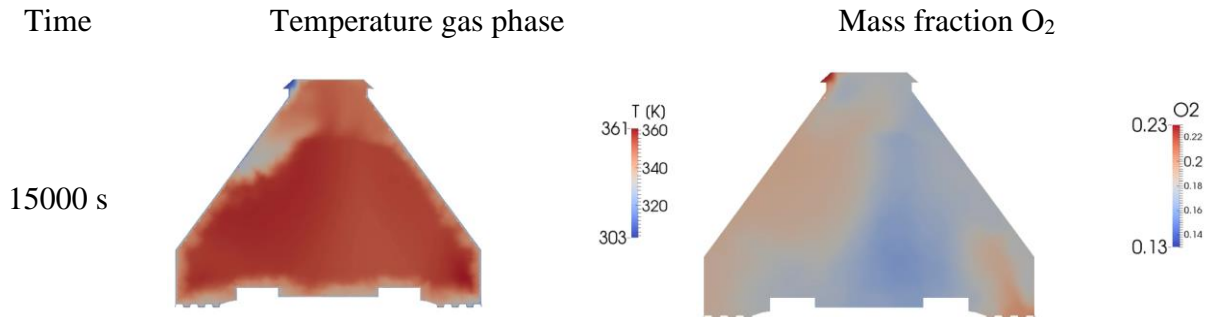 Time Temperature gas phase Mass fraction O₂
15000 s
T (K)
361 360
340
320
303
O2
0.23 0.22
0.2
0.18
0.16
0.14
0.13